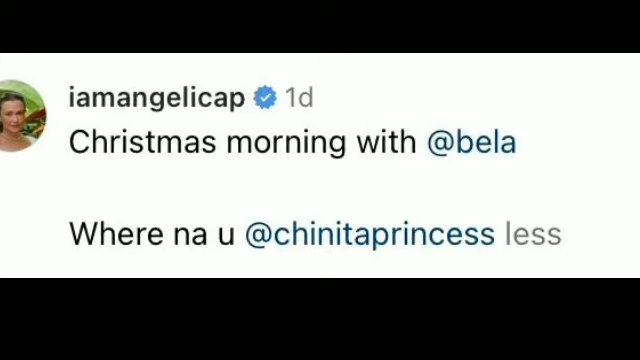 iamangelicap 1d
Christmas morning with @bela
Where na u @chinitaprincess less